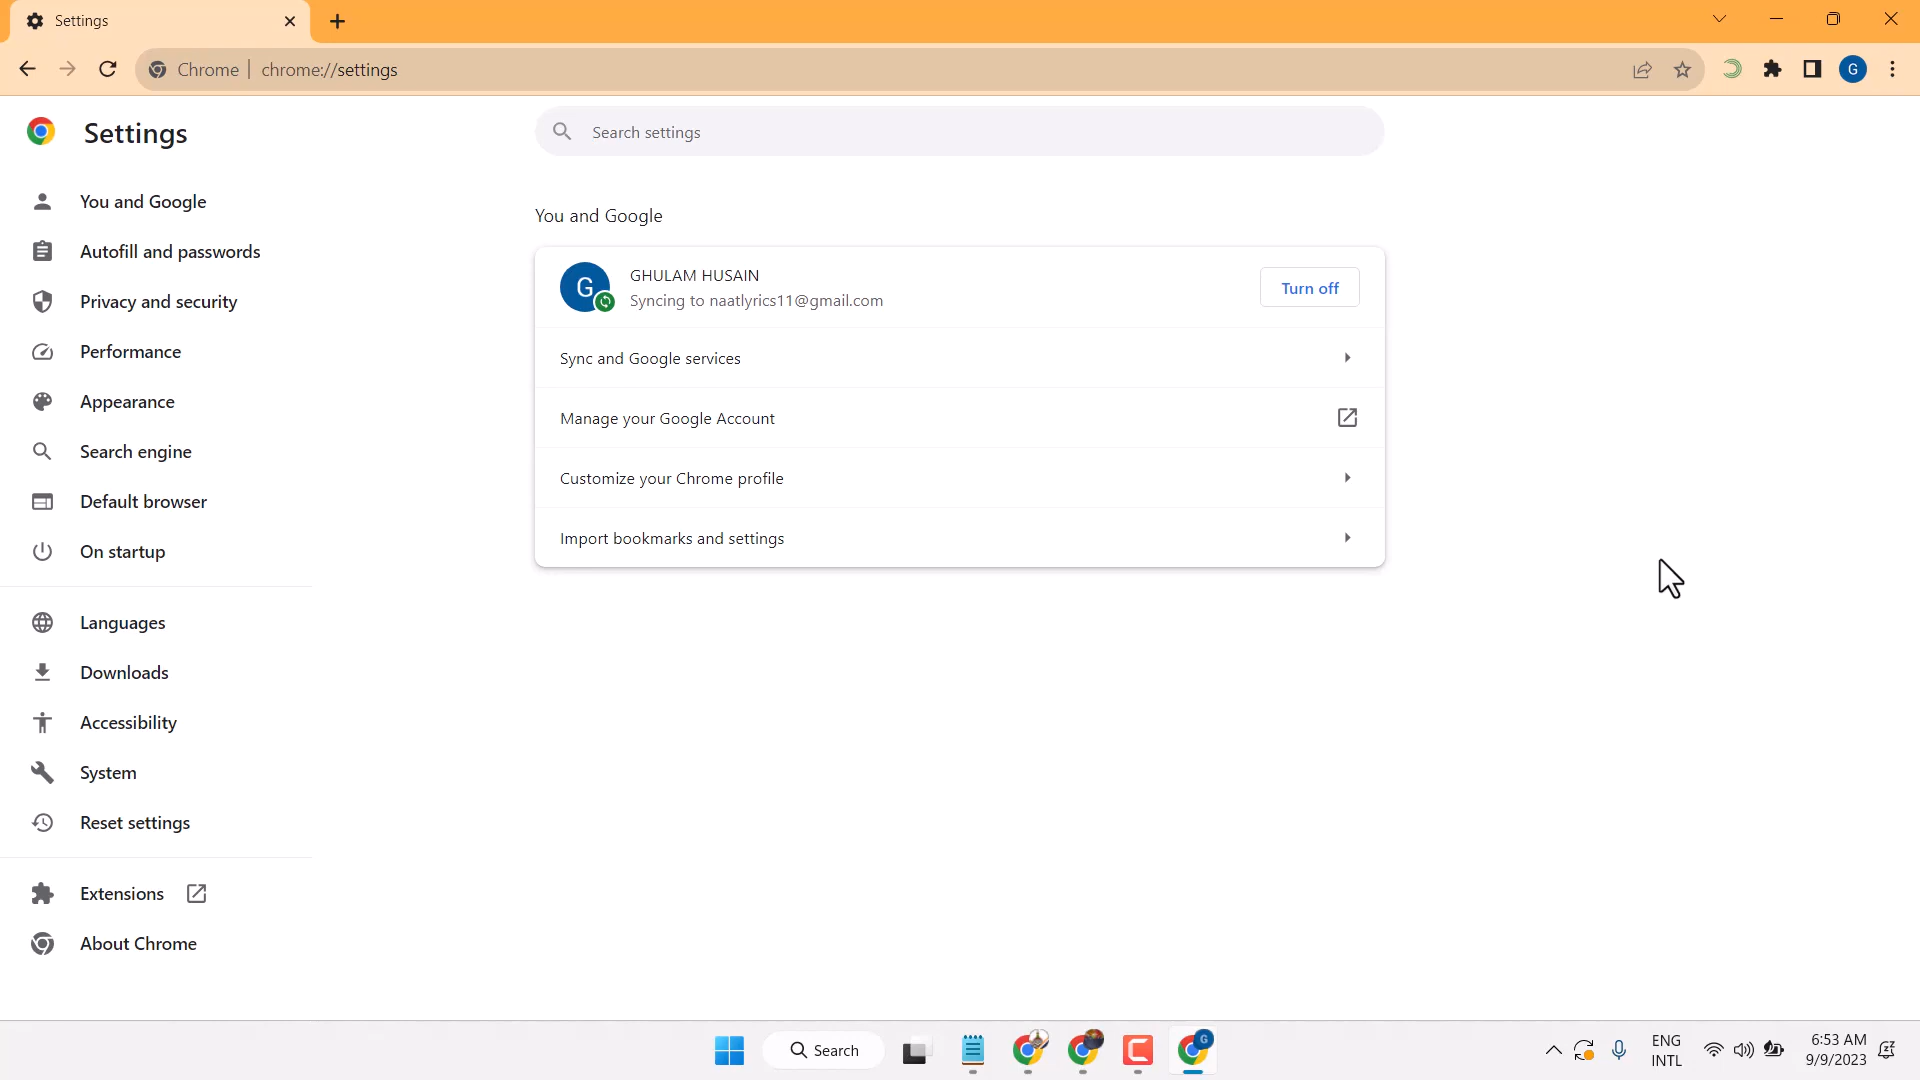 Settings
Chrome
chrome://settings
G
Settings
Search settings
You and Google
Autofill and passwords
Privacy and security
Performance
Appearance
Search engine
Default browser
On startup
Languages
Downloads
Accessibility
System
Reset settings
Extensions
About Chrome
You and Google
G
GHULAM HUSAIN
Syncing to naatlyrics11@gmail.com
Turn off
Sync and Google services
Manage your Google Account
Customize your Chrome profile
Import bookmarks and settings
Search
G
ENG
INTL
6:53 AM
9/9/2023